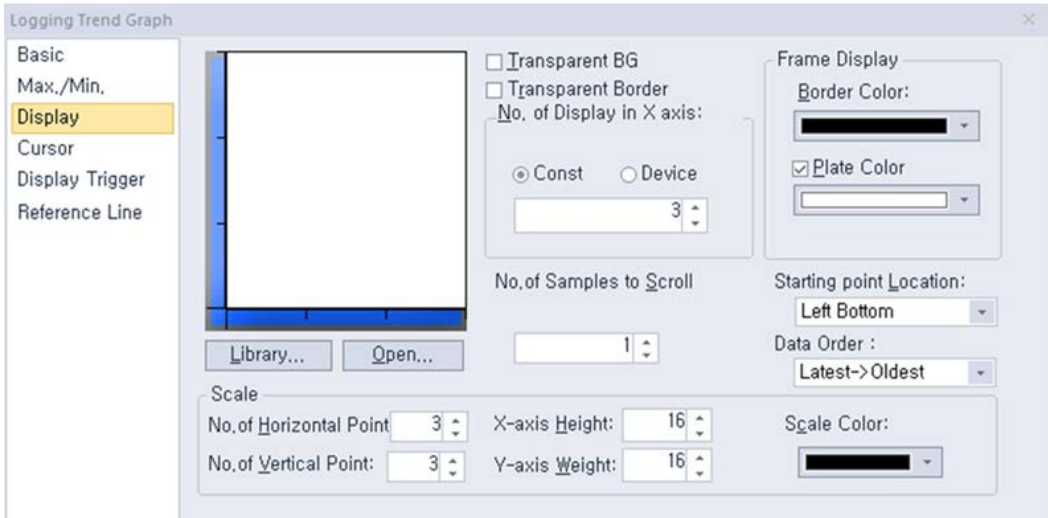 Logging Trend Graph
Basic
Max./Min.
Display
Cursor
Display Trigger
Reference Line
Library...
Open...
Transparent BG
Transparent Border
No. of Display in X axis:
Const
Device
3
No.of Samples to Scroll
1
Frame Display
Border Color:
Plate Color
Starting point Location:
Left Bottom
Data Order :
Latest->Oldest
Scale
No.of Horizontal Point
3
X-axis Height:
16
Scale Color:
No.of Vertical Point:
3
Y-axis Weight:
16